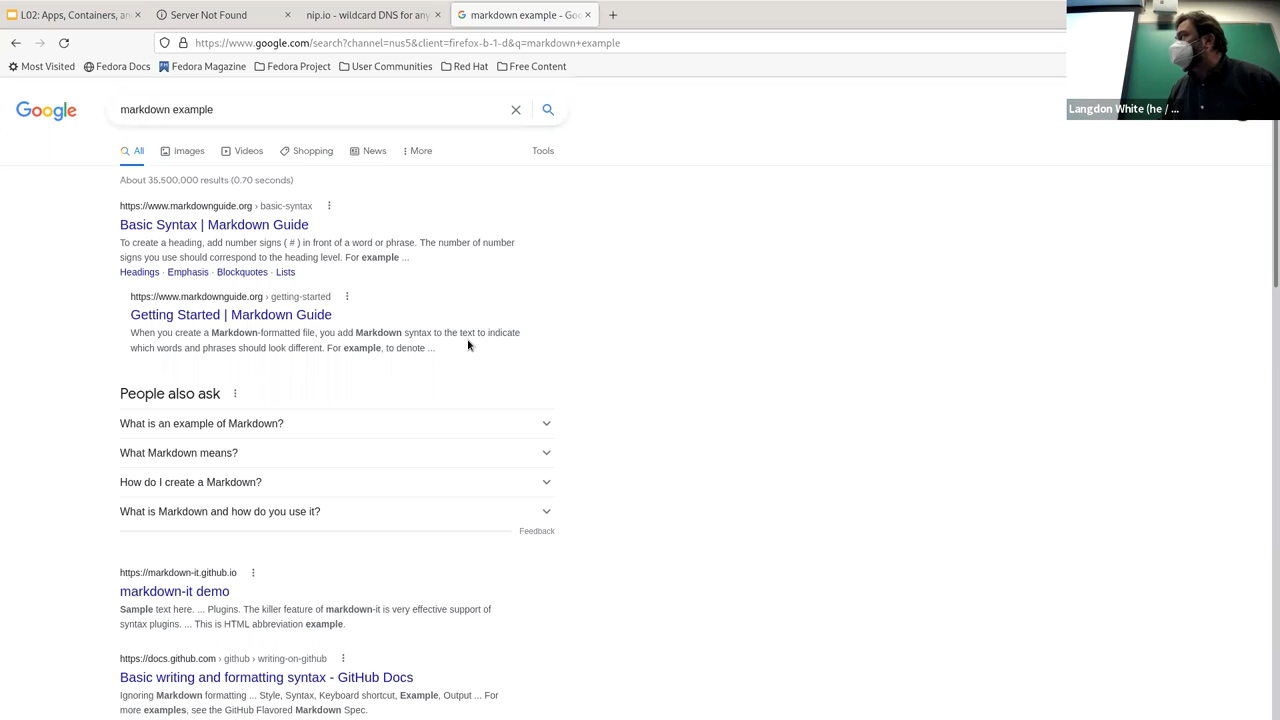 L02: Apps, Containers, an
Server Not Found
nip.io - wildcard DNS for any
markdown example - Goo
https://www.google.com/search?channel=nus5&client=firefox-b-1-d&q=markdown+example
Most Visited
Fedora Docs
Fedora Magazine
Fedora Project
User Communities
Red Hat
Free Content
Langdon White (he / ...
Google
markdown example
All
Images
Videos
Shopping
News
More
Tools
About 35,500,000 results (0.70 seconds)
https://www.markdownguide.org › basic-syntax
Basic Syntax | Markdown Guide
To create a heading, add number signs ( # ) in front of a word or phrase. The number of number
signs you use should correspond to the heading level. For example ...
Headings · Emphasis · Blockquotes · Lists
https://www.markdownguide.org › getting-started
Getting Started | Markdown Guide
When you create a Markdown-formatted file, you add Markdown syntax to the text to indicate
which words and phrases should look different. For example, to denote ...
People also ask
What is an example of Markdown?
What Markdown means?
How do I create a Markdown?
What is Markdown and how do you use it?
Feedback
https://markdown-it.github.io
markdown-it demo
Sample text here. ... Plugins. The killer feature of markdown-it is very effective support of
syntax plugins. ... This is HTML abbreviation example.
https://docs.github.com › github › writing-on-github
Basic writing and formatting syntax - GitHub Docs
Ignoring Markdown formatting ... Style, Syntax, Keyboard shortcut, Example, Output ... For
more examples, see the GitHub Flavored Markdown Spec.